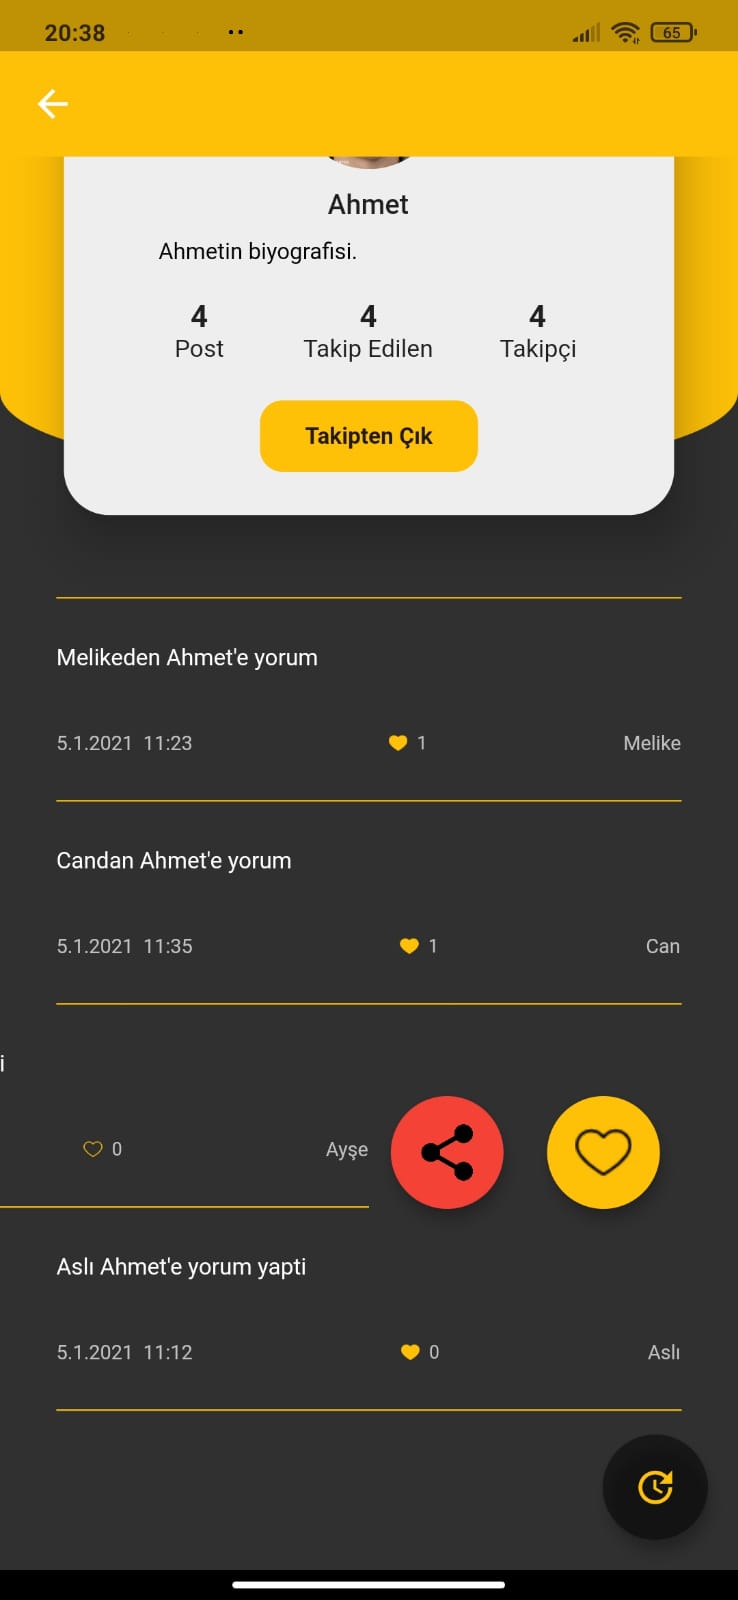 20:38
65
Ahmet
Ahmetin biyografisi.
4 4 4
Post Takip Edilen Takipçi
Takipten Çık
Melikeden Ahmet'e yorum
5.1.2021 11:23 1 Melike
Candan Ahmet'e yorum
5.1.2021 11:35 1 Can
i
0 Ayşe
Aslı Ahmet'e yorum yapti
5.1.2021 11:12 0 Aslı